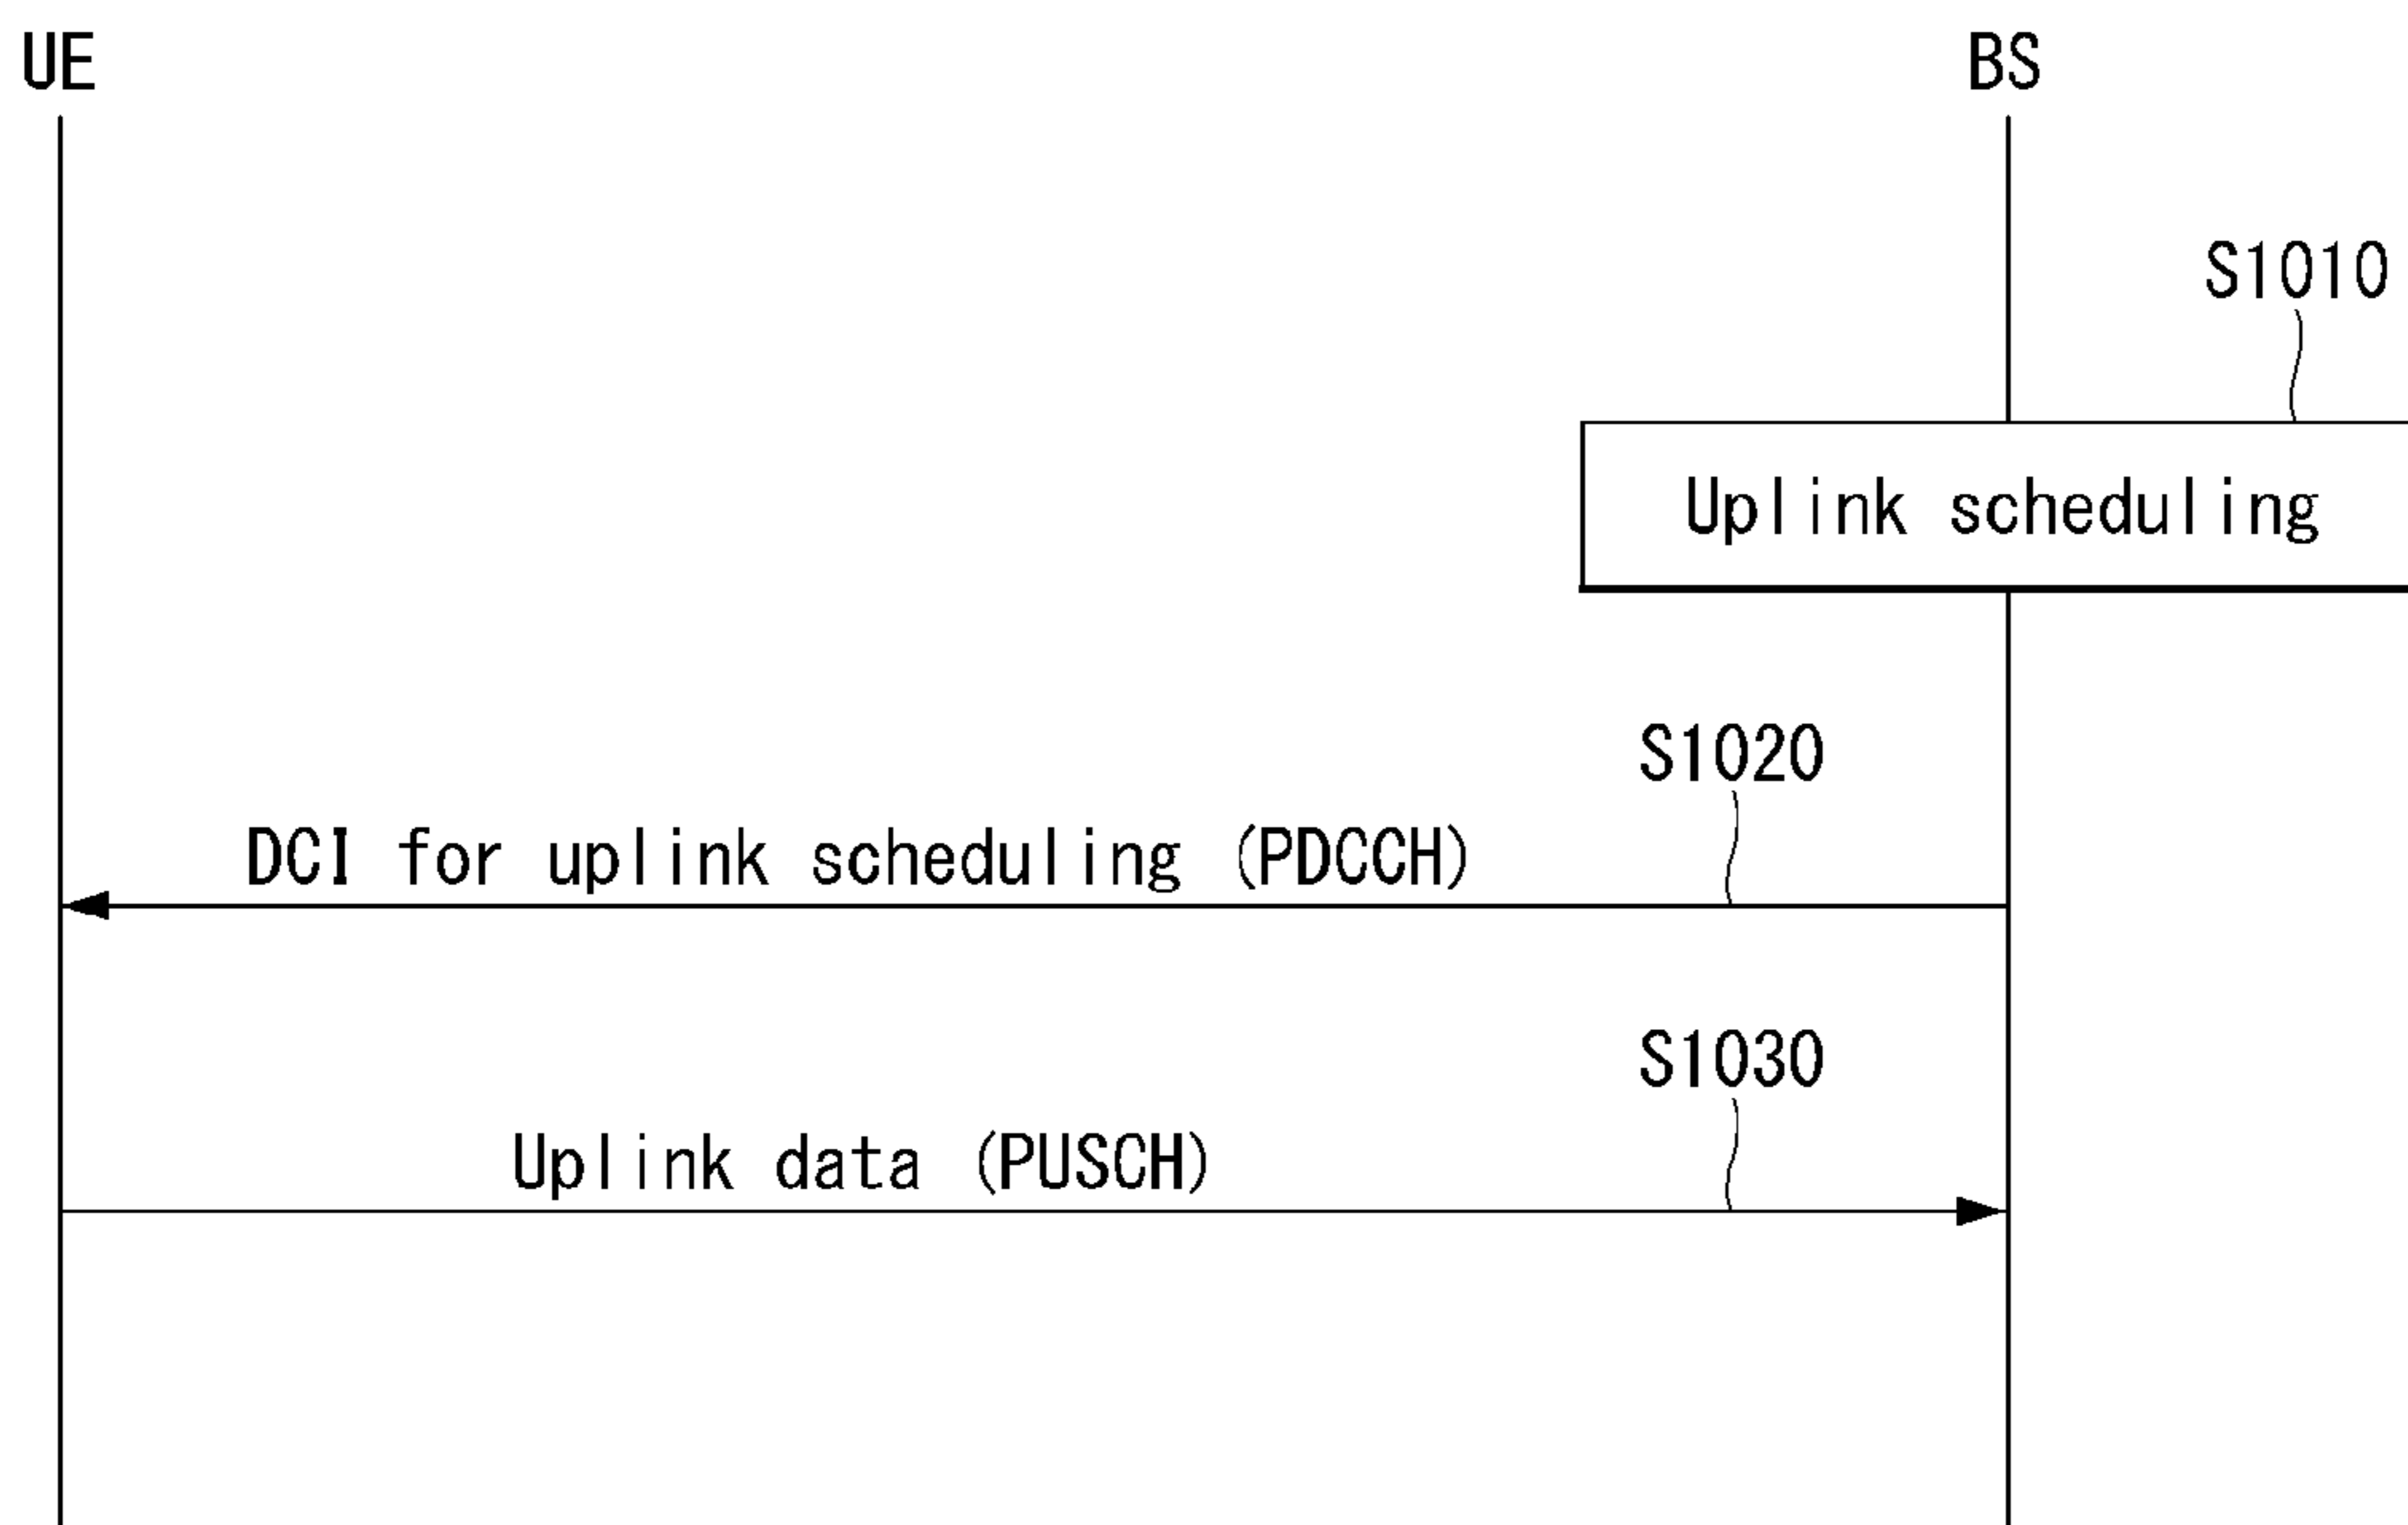 UE
BS
S1010
Uplink scheduling
S1020
DCI for uplink scheduling (PDCCH)
S1030
Uplink data (PUSCH)